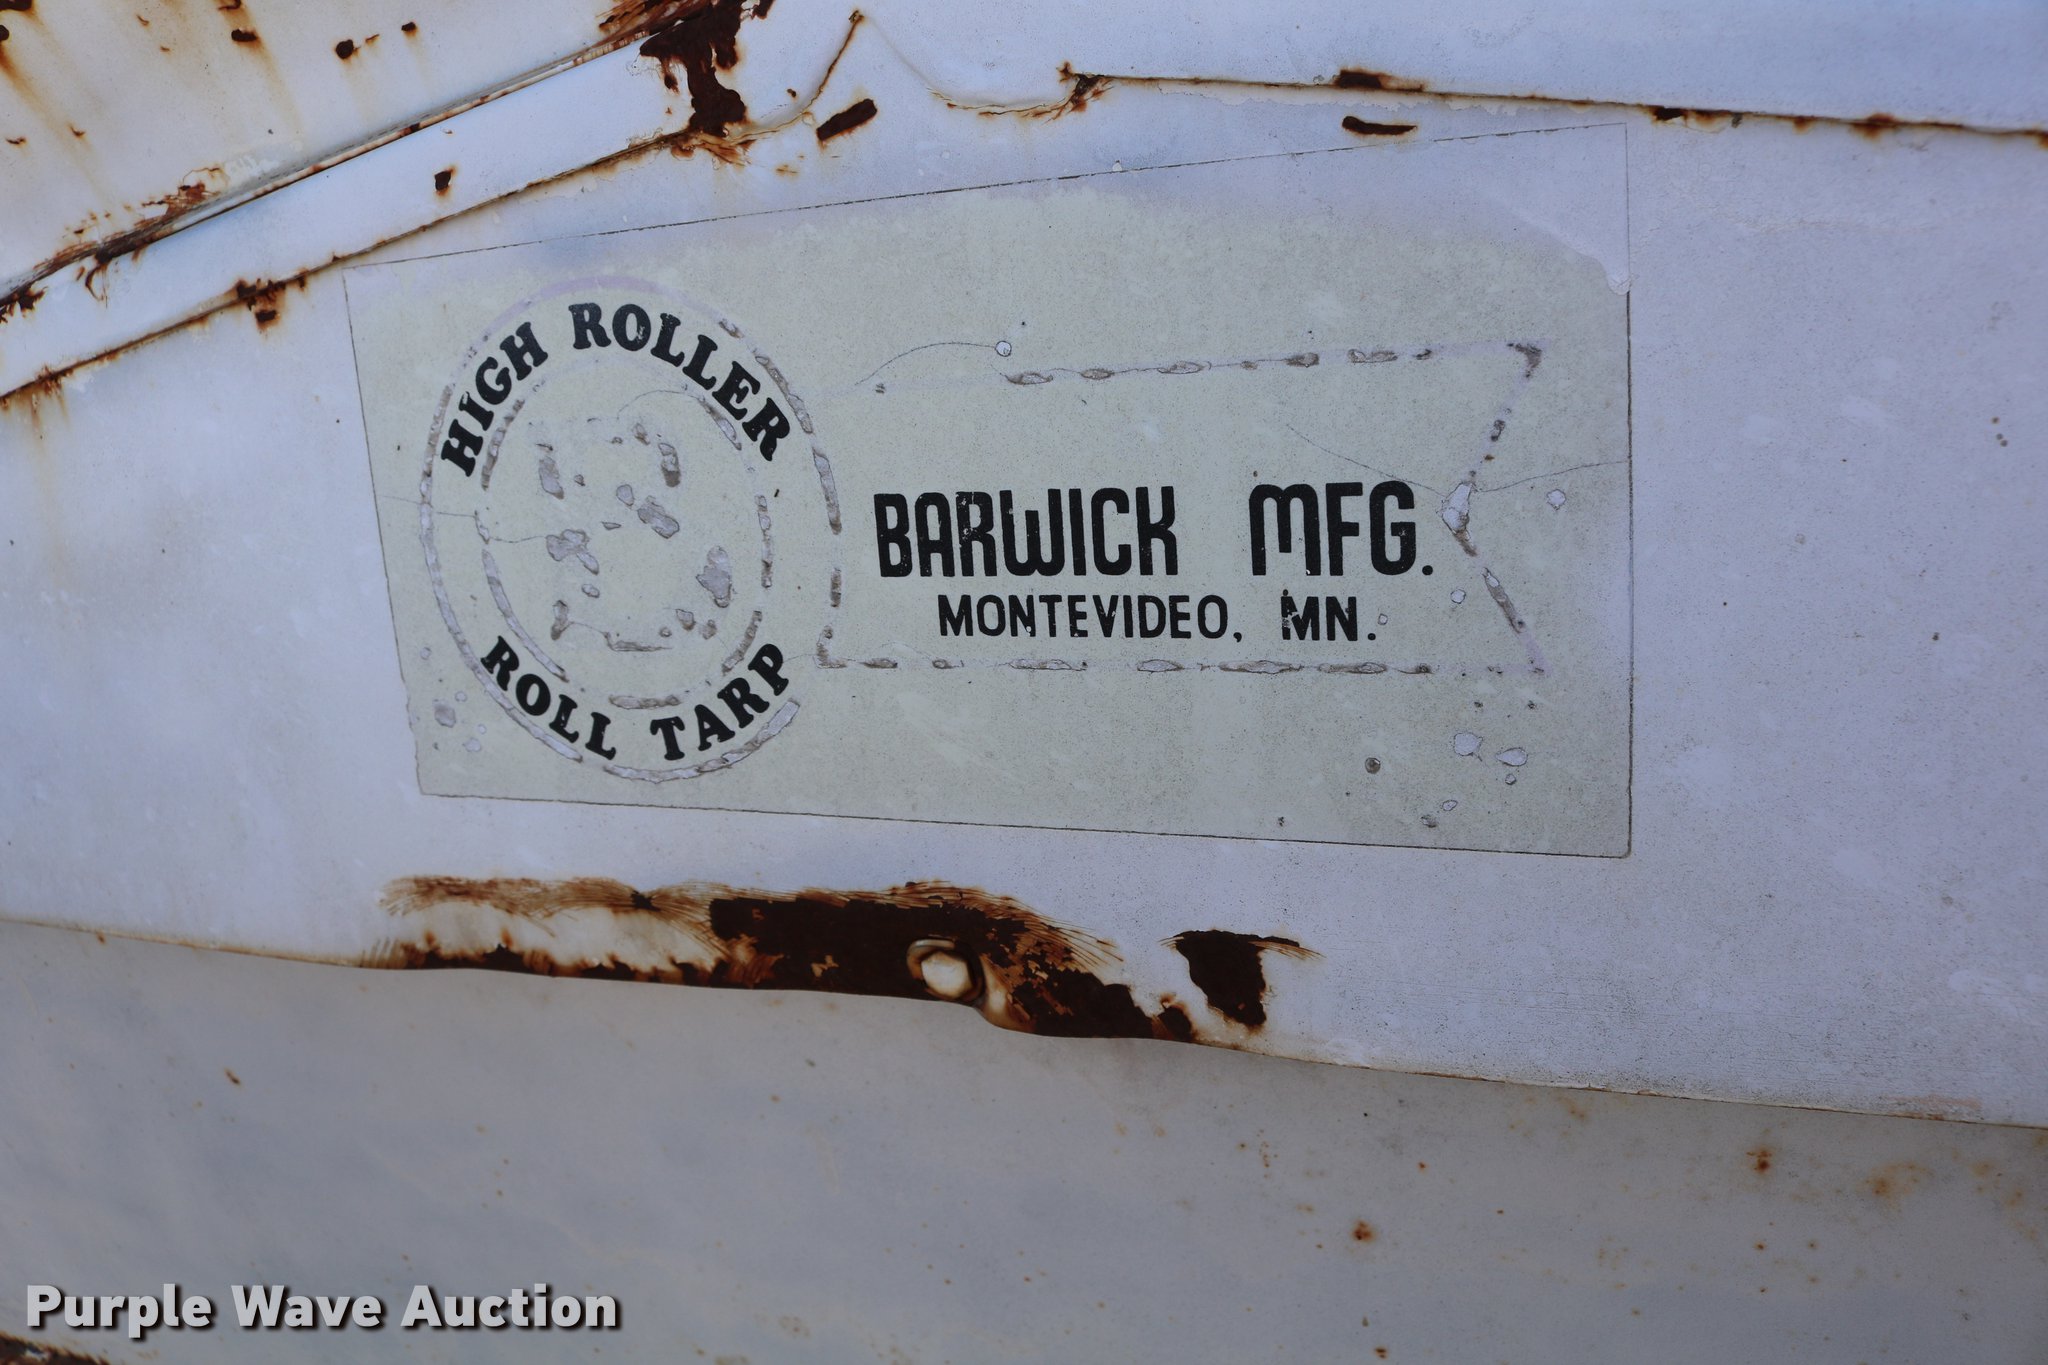 HIGH ROLLER
ROLL TARP
BARWICK MFG.
MONTEVIDEO, MN.
Purple Wave Auction